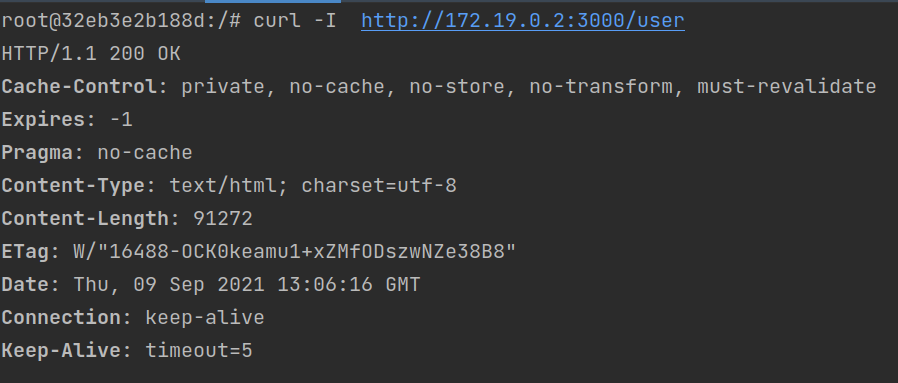 root@32eb3e2b188d:/# curl -I  http://172.19.0.2:3000/user
HTTP/1.1 200 OK
Cache-Control: private, no-cache, no-store, no-transform, must-revalidate
Expires: -1
Pragma: no-cache
Content-Type: text/html; charset=utf-8
Content-Length: 91272
ETag: W/"16488-OCK0keamu1+xZMfODszwNZe38B8"
Date: Thu, 09 Sep 2021 13:06:16 GMT
Connection: keep-alive
Keep-Alive: timeout=5